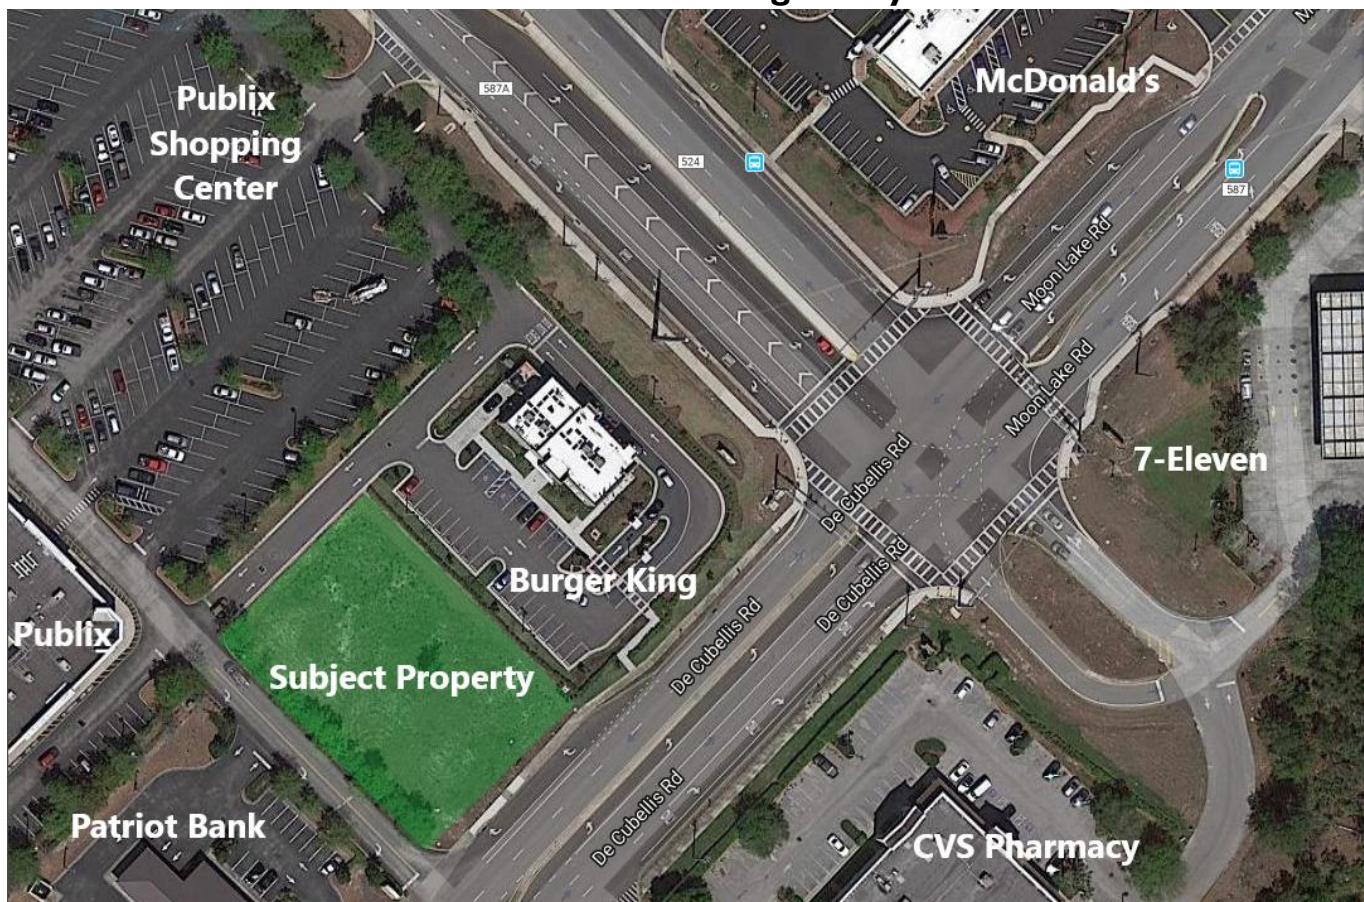 587A
Publix
Shopping
Center
524
McDonald's
587
Moon Lake Rd
Moon Lake Rd
7-Eleven
De Cubellis Rd
De Cubellis Rd
Burger King
De Cubellis Rd
Publix
Subject Property
De Cubellis Rd
Patriot Bank
CVS Pharmacy